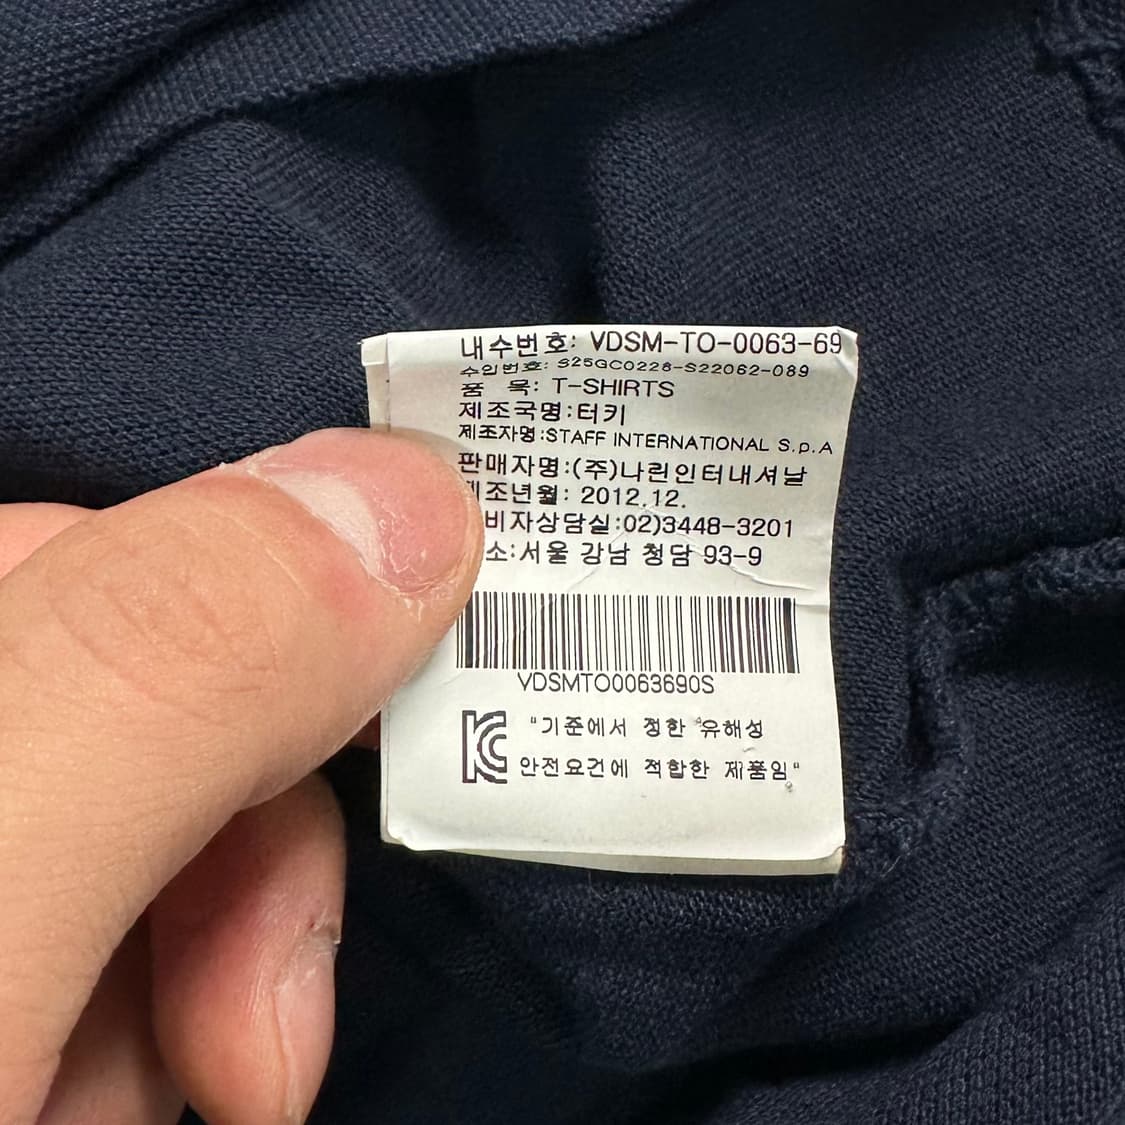 내수번호: VDSM-TO-0063-69
수입번호: S25GC0228-S22062-089
품 목: T-SHIRTS
제조국명:터키
제조자명:STAFF INTERNATIONAL S.p.A
판매자명:(주)나린인터내셔날
제조년월: 2012.12.
비자상담실:02)3448-3201
소:서울 강남 청담 93-9
VDSMTO0063690S
"기준에서 정한 유해성
안전요건에 적합한 제품임"